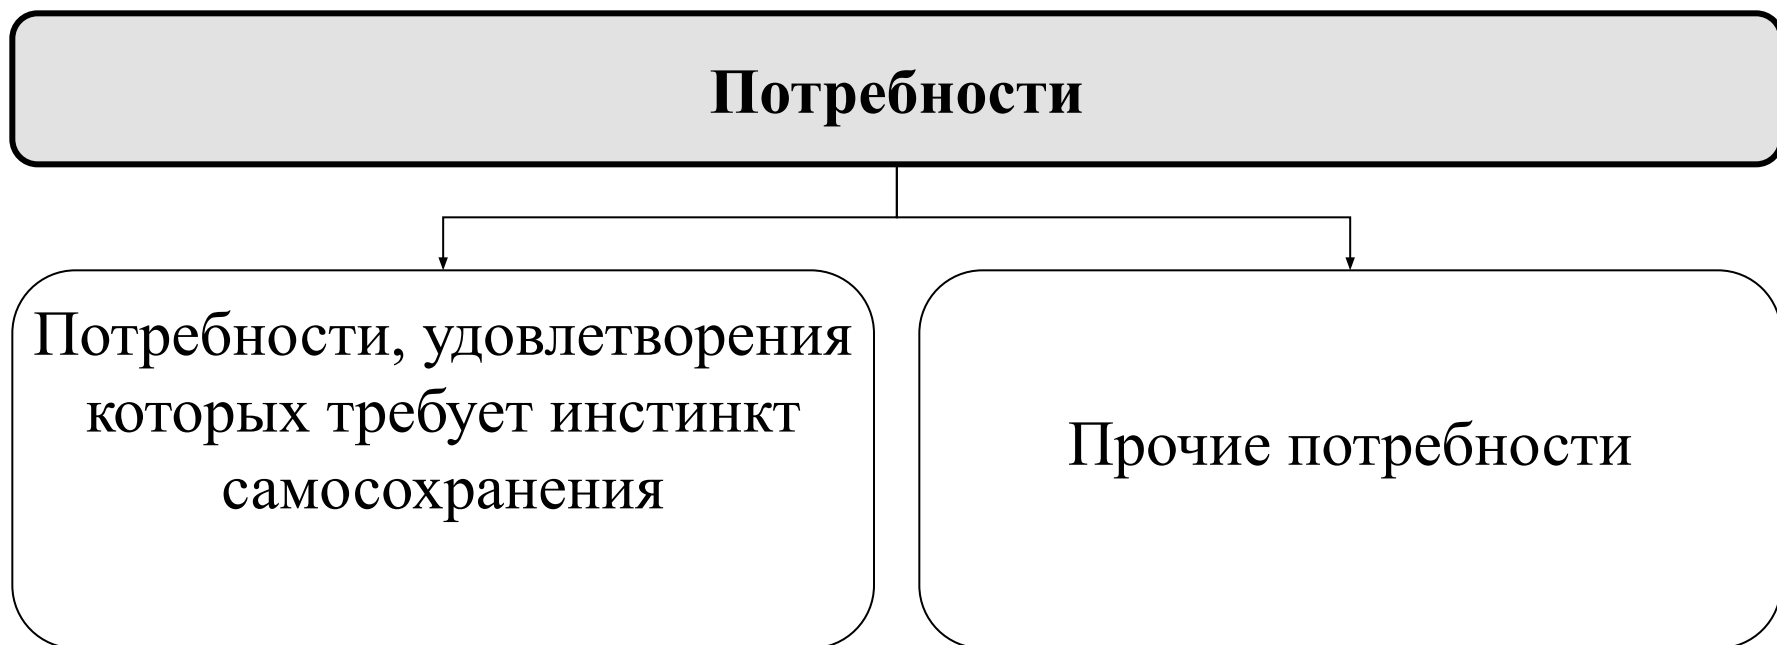 Потребности
Потребности, удовлетворения
которых требует инстинкт
самосохранения
Прочие потребности